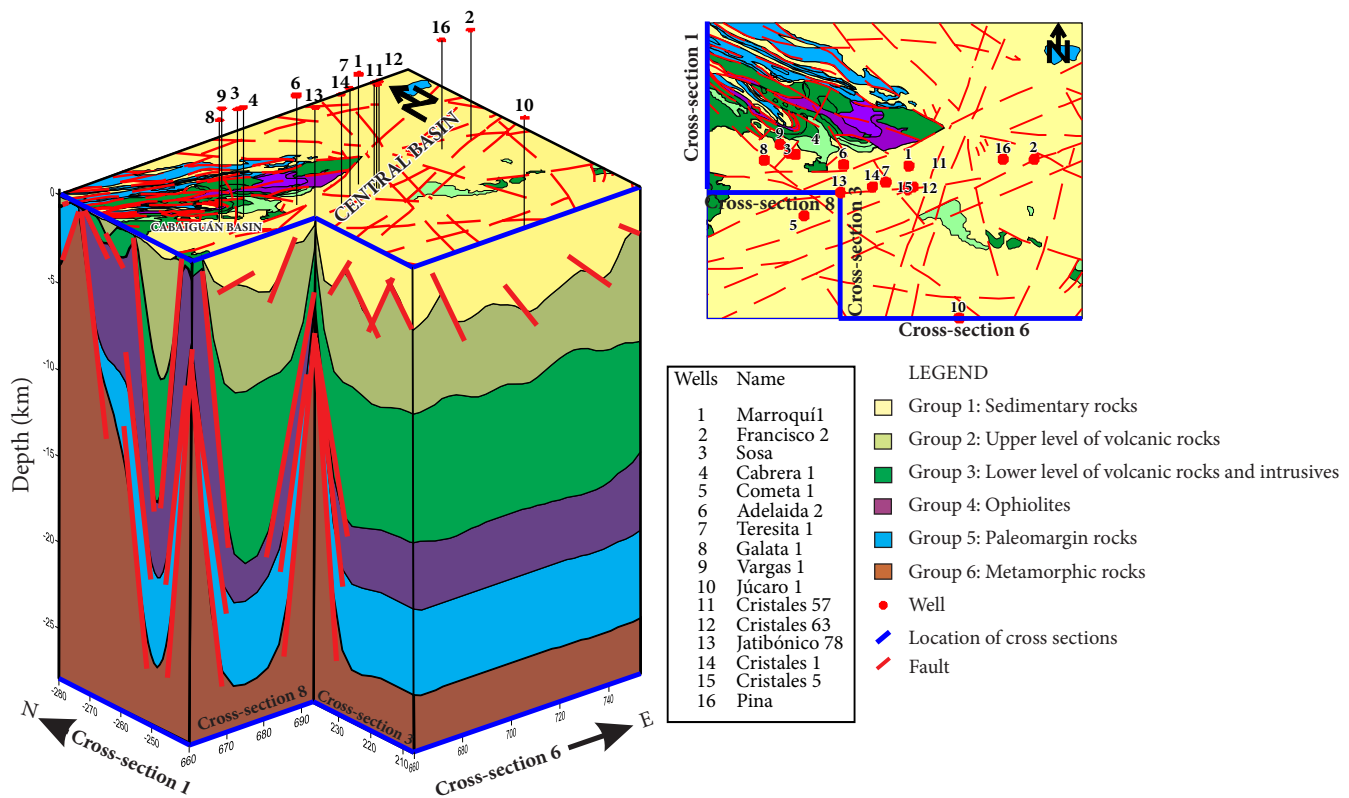 2
16
1
7
12
11
14
6
13
3
9
4
8
10
N
CENTRAL BASIN
CABAIGUÁN BASIN
0
-5
-10
-15
-20
-25
Depth (km)
-280
-270
-260
-250
660
670
680
690
230
220
210
660
680
700
720
740
N
E
Cross-section 1
Cross-section 8
Cross-section 3
Cross-section 6
N
Cross-section 1
9
4
8
3
6
1
11
16
2
13
14
7
15
12
5
10
Cross-section 8
Cross-section 3
Cross-section 6
Wells Name
1 Marroquí1
2 Francisco 2
3 Sosa
4 Cabrera 1
5 Cometa 1
6 Adelaida 2
7 Teresita 1
8 Galata 1
9 Vargas 1
10 Júcaro 1
11 Cristales 57
12 Cristales 63
13 Jatibónico 78
14 Cristales 1
15 Cristales 5
16 Pina
LEGEND
Group 1: Sedimentary rocks
Group 2: Upper level of volcanic rocks
Group 3: Lower level of volcanic rocks and intrusives
Group 4: Ophiolites
Group 5: Paleomargin rocks
Group 6: Metamorphic rocks
Well
Location of cross sections
Fault